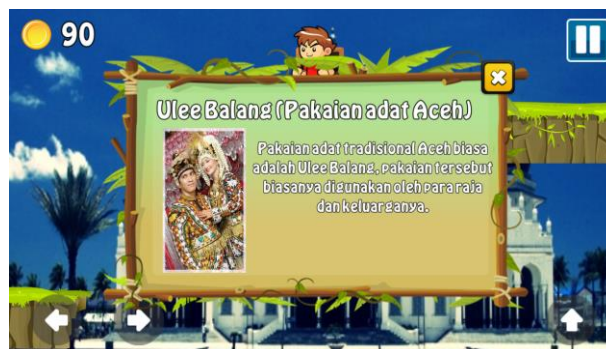 90
Ulee Balang (Pakaian adat Aceh)
Pakaian adat tradisional Aceh biasa
adalah Ulee Balang, pakaian tersebut
biasanya digunakan oleh para raja
dan keluarganya.